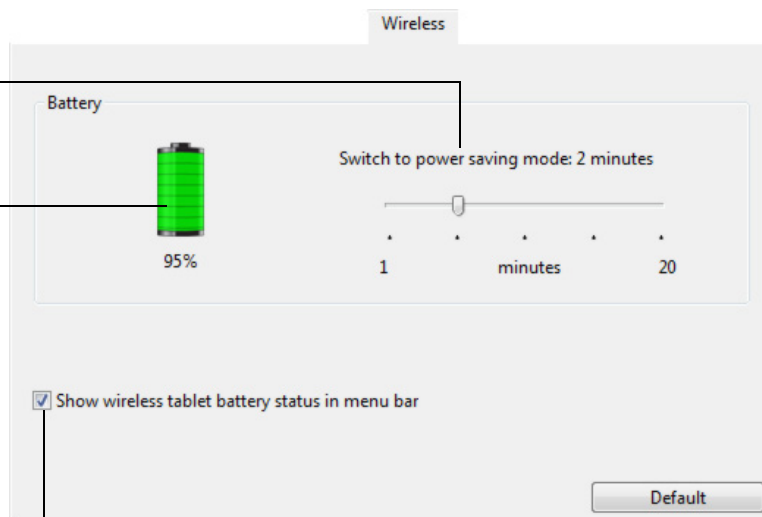 Wireless
Battery
Switch to power saving mode: 2 minutes
95%
1 minutes 20
Show wireless tablet battery status in menu bar
Default